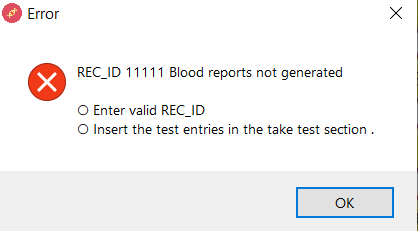 Error
REC_ID 11111 Blood reports not generated
○ Enter valid REC_ID
○ Insert the test entries in the take test section .
OK